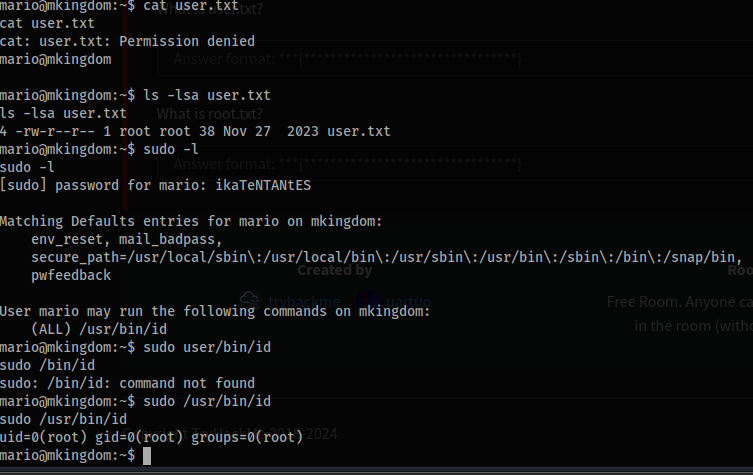 mario@mkingdom:~$ cat user.txt
What is user.txt?
cat user.txt
cat: user.txt: Permission denied
mario@mkingdom
Answer format: ***{********************************}
mario@mkingdom:~$ ls -lsa user.txt
ls -lsa user.txt
What is root.txt?
4 -rw-r--r-- 1 root root 38 Nov 27  2023 user.txt
mario@mkingdom:~$ sudo -l
sudo -l
Answer format: ***{********************************}
[sudo] password for mario: ikaTeNTANtES
Matching Defaults entries for mario on mkingdom:
    env_reset, mail_badpass,
    secure_path=/usr/local/sbin\:/usr/local/bin\:/usr/sbin\:/usr/bin\:/sbin\:/bin\:/snap/bin,
    pwfeedback
Created by
Roo
tryhackme
uartuo
Free Room. Anyone ca
in the room (witho
User mario may run the following commands on mkingdom:
    (ALL) /usr/bin/id
mario@mkingdom:~$ sudo user/bin/id
sudo /bin/id
sudo: /bin/id: command not found
mario@mkingdom:~$ sudo /usr/bin/id
sudo /usr/bin/id
uid=0(root) gid=0(root) groups=0(root)
Copyright TryHackMe 2018-2024
mario@mkingdom:~$